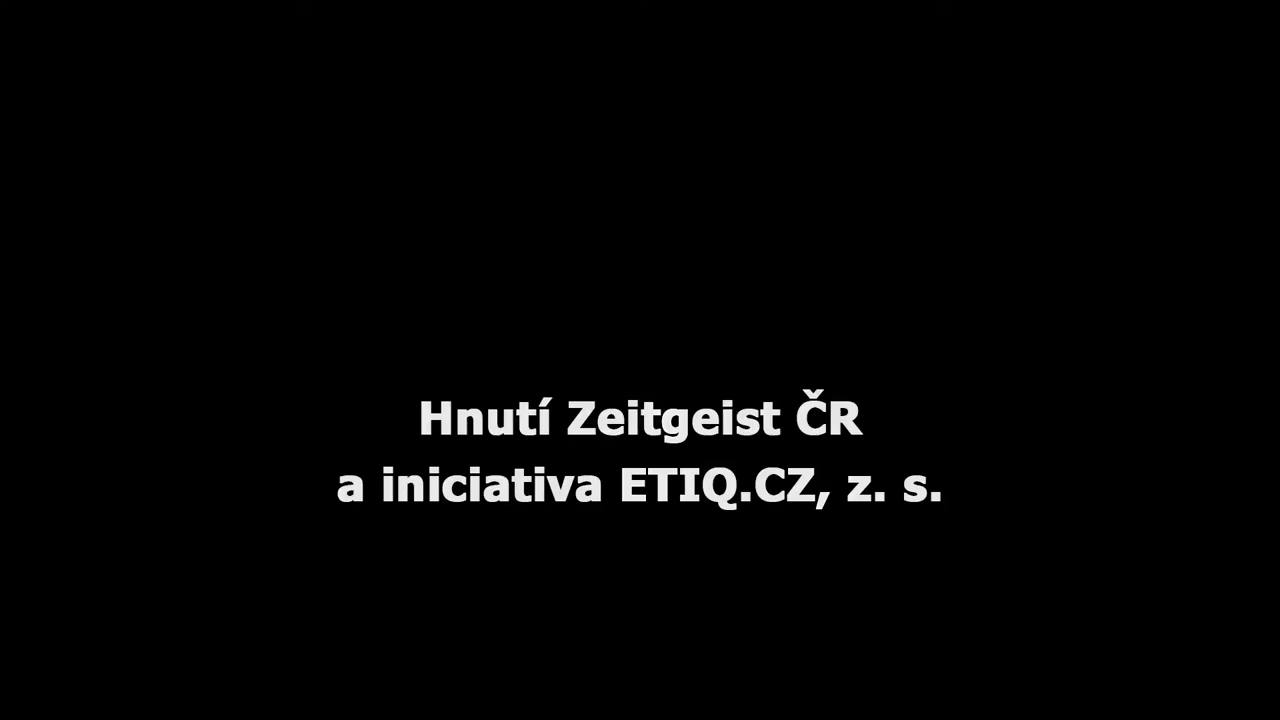 Hnutí Zeitgeist ČR
a iniciativa ETIQ.CZ, z. s.